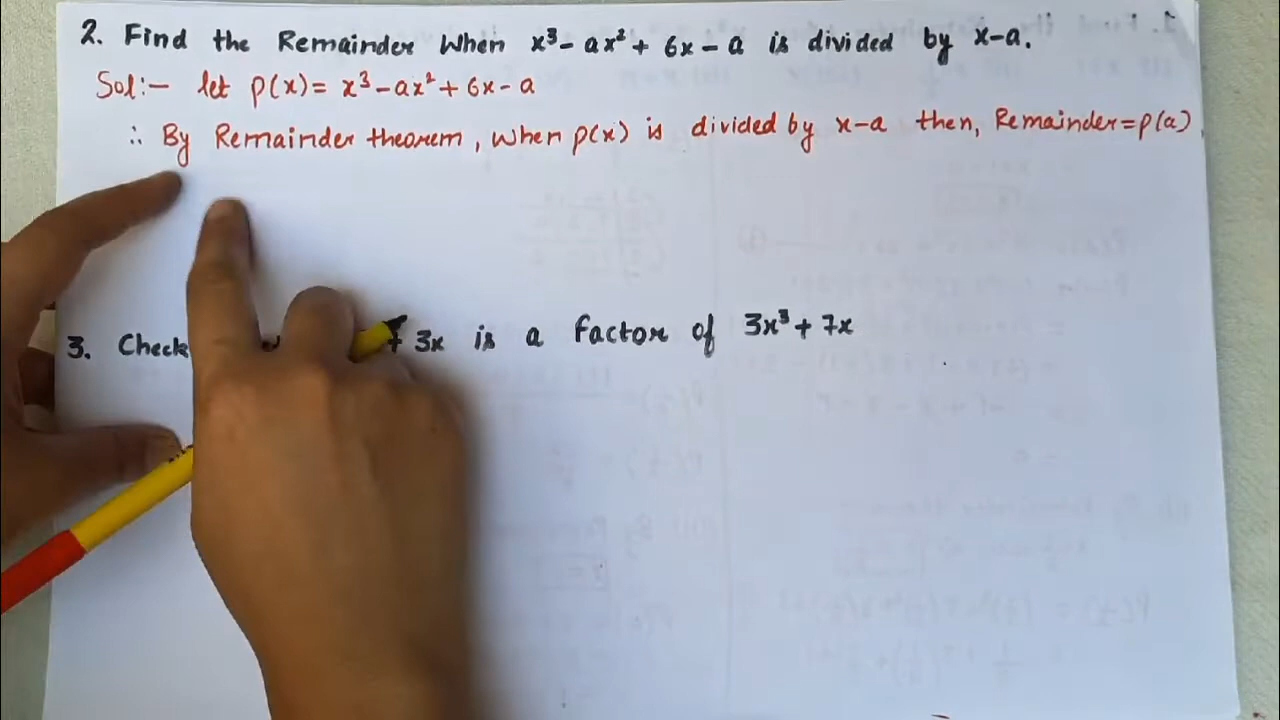 2. Find the Remainder When x³- ax²+ 6x - a is divided by x-a.
Sol:- let p(x)= x³-ax²+6x-a
∴ By Remainder theorem, when p(x) is divided by x-a then, Remainder=p(a)
3. Check + 3x is a factor of 3x³+ 7x